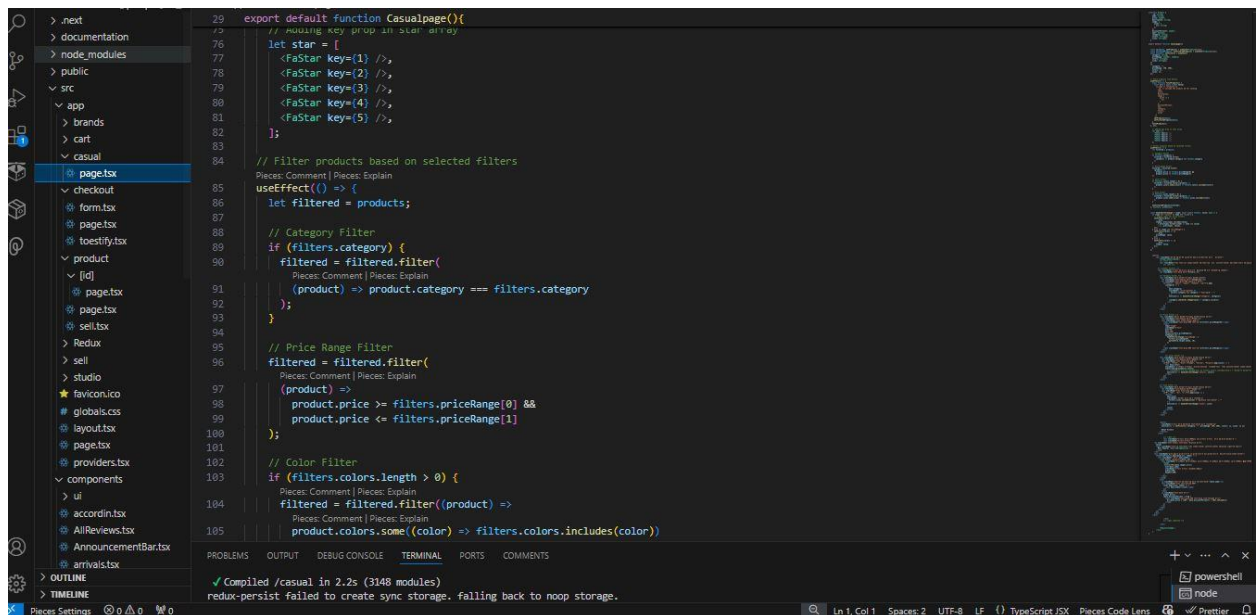 > .next
> documentation
> node_modules
> public
src
app
> brands
> cart
casual
page.tsx
checkout
form.tsx
page.tsx
toestify.tsx
product
[id]
page.tsx
page.tsx
sell.tsx
> Redux
> sell
> studio
favicon.ico
# globals.css
layout.tsx
page.tsx
providers.tsx
components
> ui
accordin.tsx
AllReviews.tsx
AnnouncementBar.tsx
arrivals.tsx
> OUTLINE
> TIMELINE
29 export default function Casualpage(){
75 // Adding key prop in star array
76 let star = [
77 <FaStar key={1} />,
78 <FaStar key={2} />,
79 <FaStar key={3} />,
80 <FaStar key={4} />,
81 <FaStar key={5} />,
82 ];
83
84 // Filter products based on selected filters
Pieces: Comment | Pieces: Explain
85 useEffect(() => {
86 let filtered = products;
87
88 // Category Filter
89 if (filters.category) {
90 filtered = filtered.filter(
Pieces: Comment | Pieces: Explain
91 (product) => product.category === filters.category
92 );
93 }
94
95 // Price Range Filter
96 filtered = filtered.filter(
Pieces: Comment | Pieces: Explain
97 (product) =>
98 product.price >= filters.priceRange[0] &&
99 product.price <= filters.priceRange[1]
100 );
101
102 // Color Filter
103 if (filters.colors.length > 0) {
Pieces: Comment | Pieces: Explain
104 filtered = filtered.filter((product) =>
Pieces: Comment | Pieces: Explain
105 product.colors.some((color) => filters.colors.includes(color))
PROBLEMS OUTPUT DEBUG CONSOLE TERMINAL PORTS COMMENTS
✓ Compiled /casual in 2.2s (3148 modules)
redux-persist failed to create sync storage. falling back to noop storage.
powershell
node
Pieces Settings 0 0 0 Ln 1, Col 1 Spaces: 2 UTF-8 LF {} TypeScript JSX Pieces Code Lens Prettier